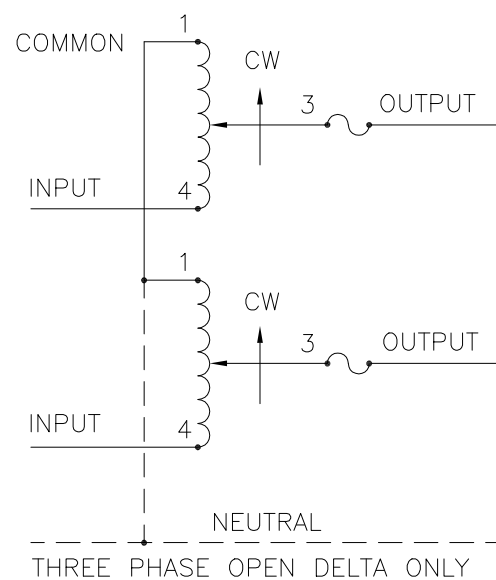 1
COMMON
CW
3
OUTPUT
INPUT
4
1
CW
3
OUTPUT
INPUT
4
NEUTRAL
THREE PHASE OPEN DELTA ONLY